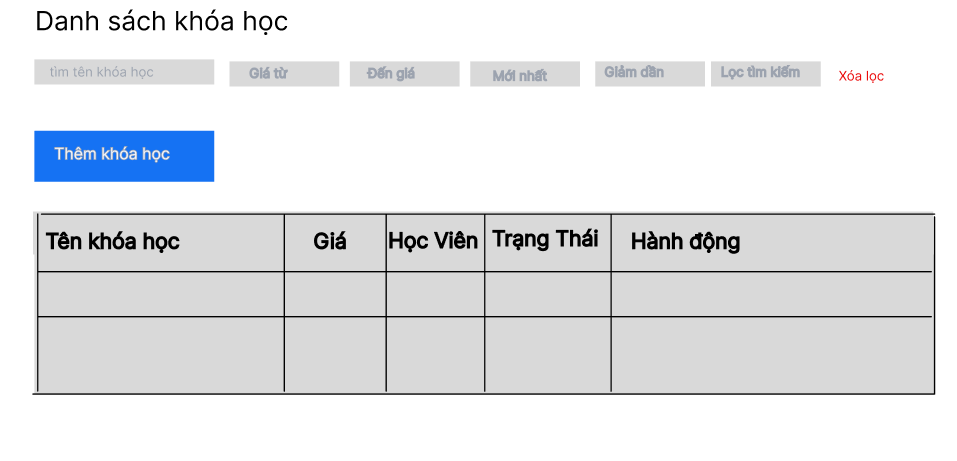 Danh sách khóa học
tìm tên khóa học Giá từ Đến giá Mới nhất Giảm dần Lọc tìm kiếm Xóa lọc
Thêm khóa học
Tên khóa học Giá Học Viên Trạng Thái Hành động